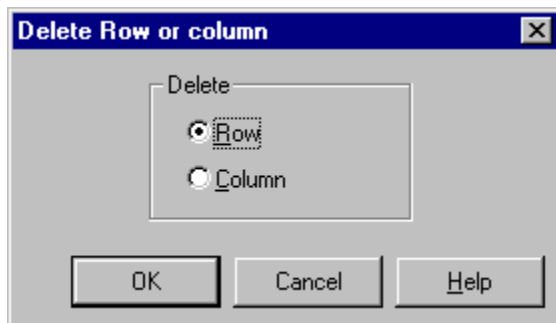 Delete Row or column
Delete
Row
Column
OK Cancel Help